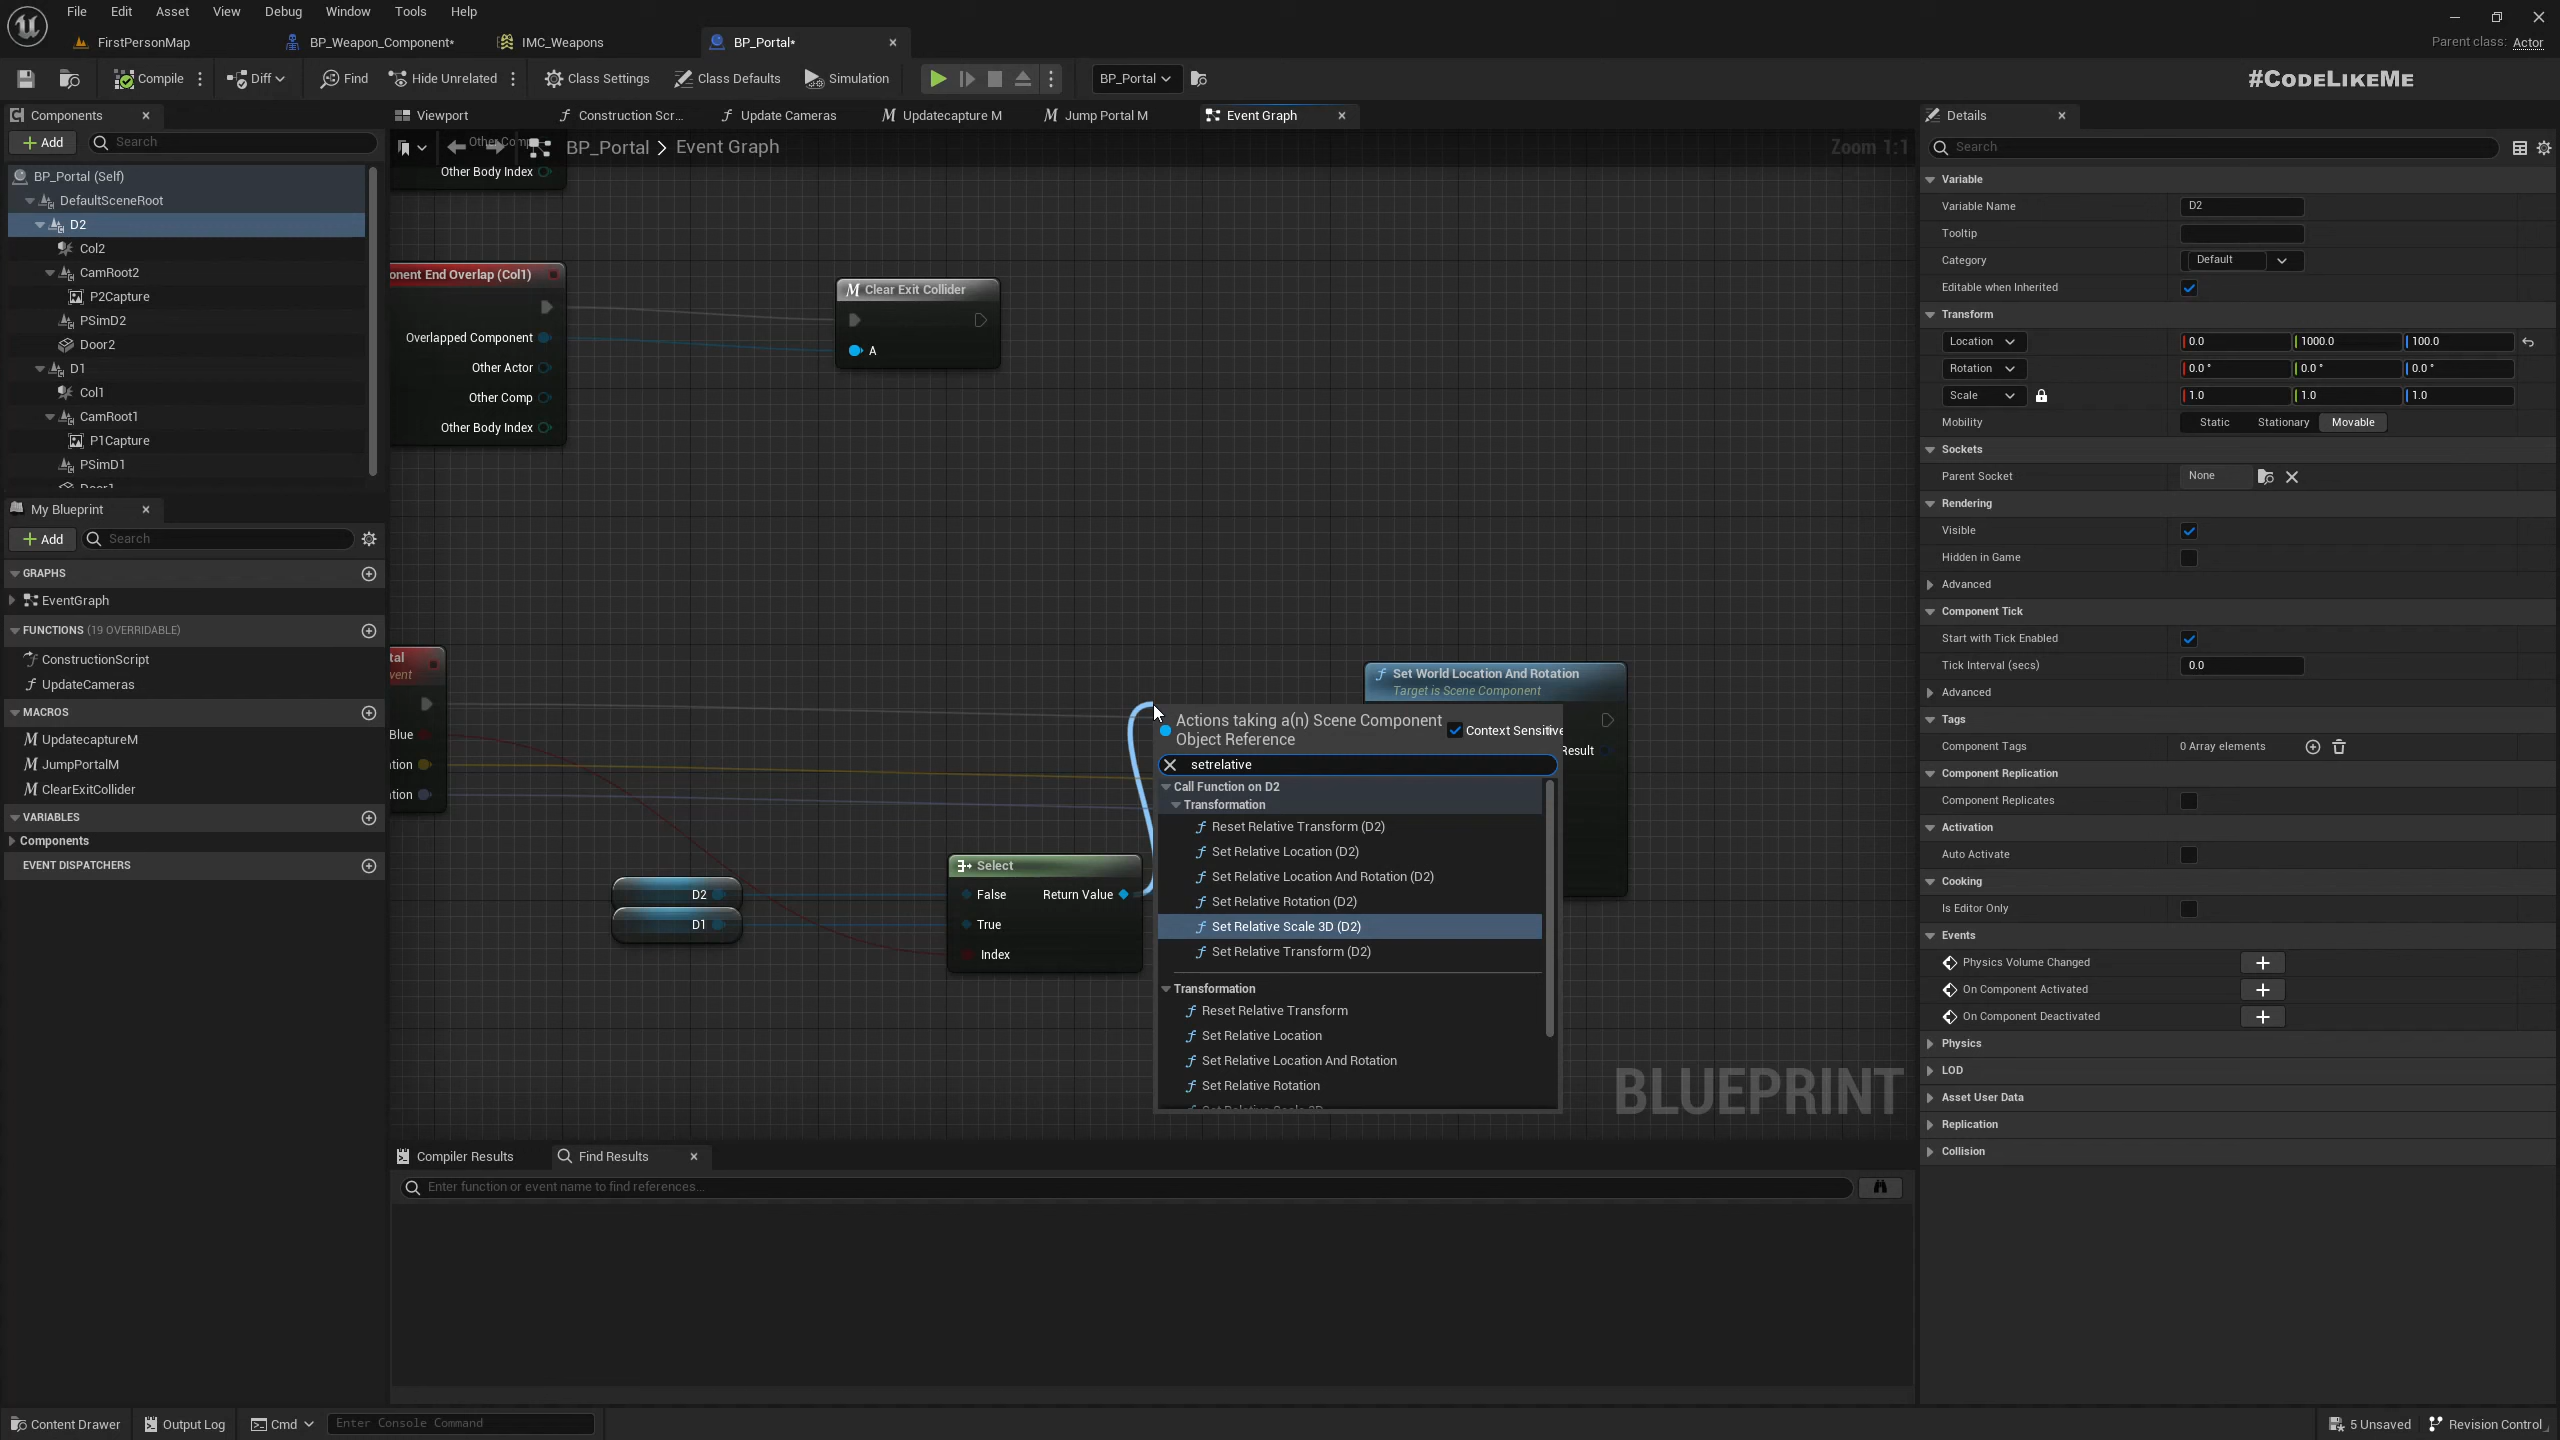 File Edit Asset View Debug Window Tools Help
FirstPersonMap BP_Weapon_Component* IMC_Weapons BP_Portal* Parent class: Actor
Compile Diff Find Hide Unrelated Class Settings Class Defaults Simulation BP_Portal #CODELIKEME
Components
Add Search
BP_Portal (Self)
DefaultSceneRoot
D2
Col2
CamRoot2
P2Capture
PSimD2
Door2
D1
Col1
CamRoot1
P1Capture
PSimD1
Door1
My Blueprint
Add Search
GRAPHS
EventGraph
FUNCTIONS (19 OVERRIDABLE)
ConstructionScript
UpdateCameras
MACROS
UpdatecaptureM
JumpPortalM
ClearExitCollider
VARIABLES
Components
EVENT DISPATCHERS
Viewport Construction Scr... Update Cameras Updatecapture M Jump Portal M Event Graph
BP_Portal > Event Graph Zoom 1:1
Other Body Index
onent End Overlap (Col1)
Overlapped Component
Other Actor
Other Comp
Other Body Index
Clear Exit Collider
A
tal
vent
Blue
ation
ation
D2
D1
Select
False Return Value
True
Index
Set World Location And Rotation
Target is Scene Component
Result
Actions taking a(n) Scene Component
Object Reference
Context Sensitive
setrelative
Call Function on D2
Transformation
Reset Relative Transform (D2)
Set Relative Location (D2)
Set Relative Location And Rotation (D2)
Set Relative Rotation (D2)
Set Relative Scale 3D (D2)
Set Relative Transform (D2)
Transformation
Reset Relative Transform
Set Relative Location
Set Relative Location And Rotation
Set Relative Rotation
Set Relative Scale 3D
BLUEPRINT
Compiler Results Find Results
Enter function or event name to find references...
Details
Search
Variable
Variable Name D2
Tooltip
Category Default
Editable when Inherited
Transform
Location 0.0 1000.0 100.0
Rotation 0.0 ° 0.0 ° 0.0 °
Scale 1.0 1.0 1.0
Mobility Static Stationary Movable
Sockets
Parent Socket None
Rendering
Visible
Hidden in Game
Advanced
Component Tick
Start with Tick Enabled
Tick Interval (secs) 0.0
Advanced
Tags
Component Tags 0 Array elements
Component Replication
Component Replicates
Activation
Auto Activate
Cooking
Is Editor Only
Events
Physics Volume Changed
On Component Activated
On Component Deactivated
Physics
LOD
Asset User Data
Replication
Collision
Content Drawer Output Log Cmd Enter Console Command 5 Unsaved Revision Control